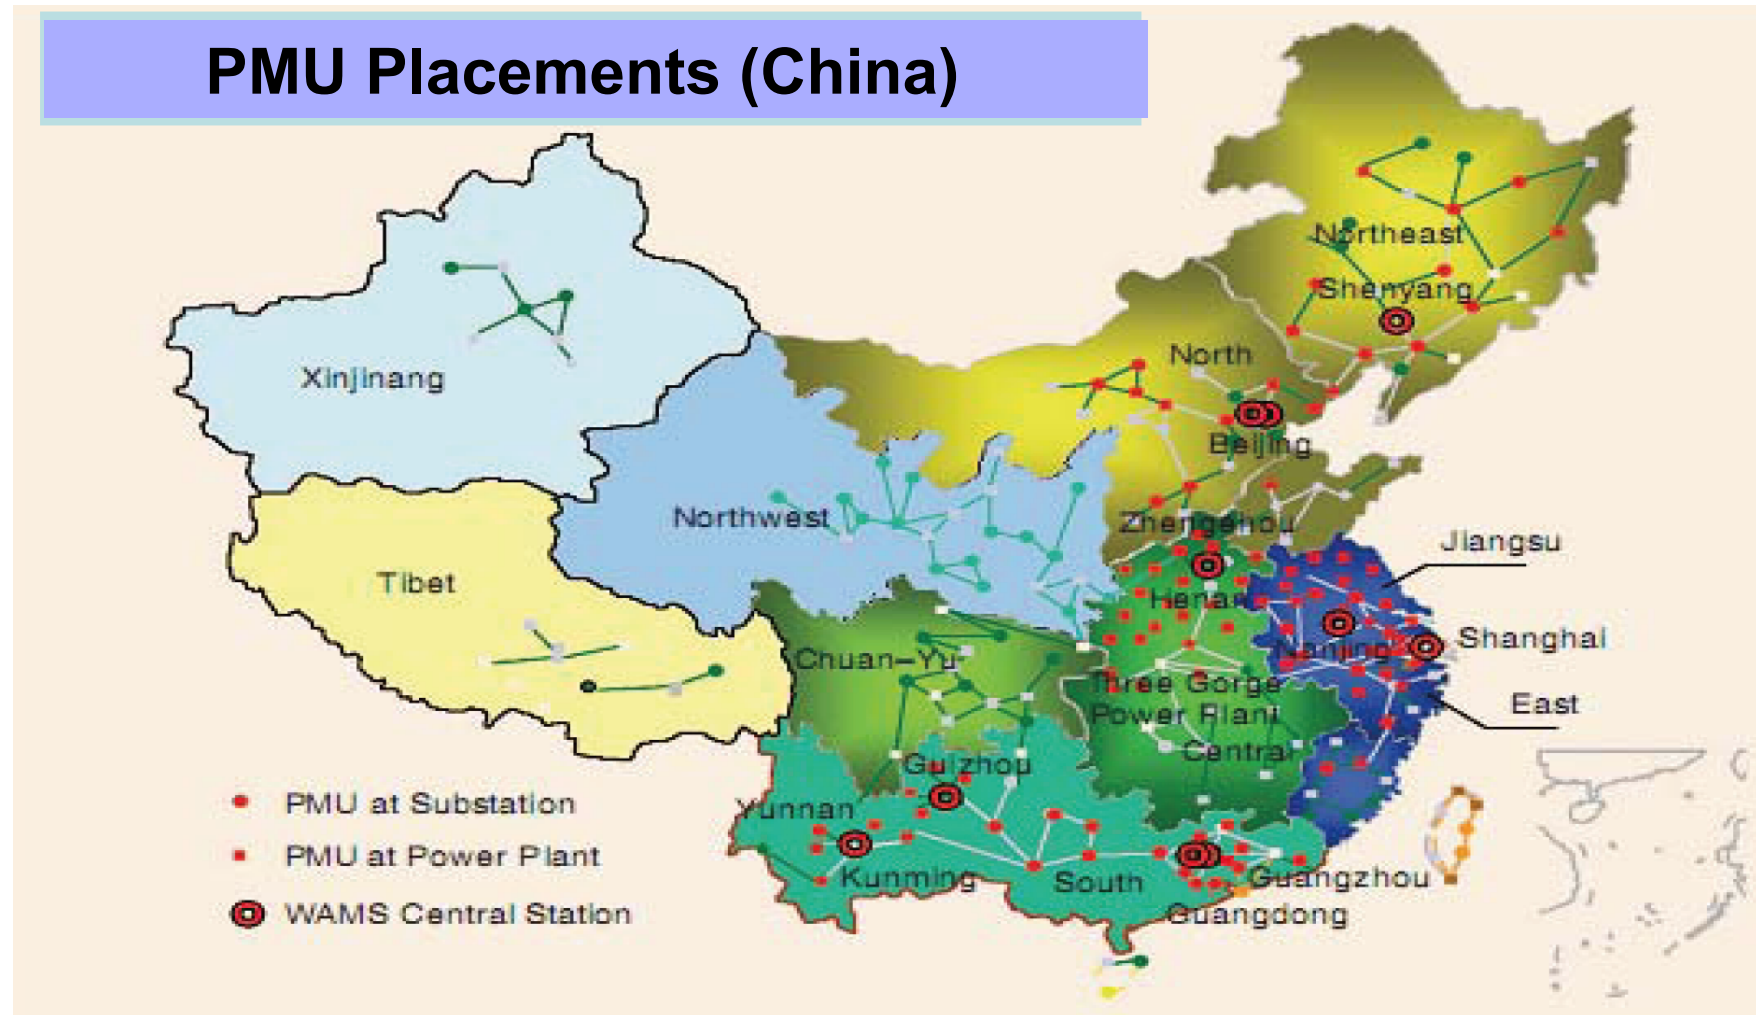 PMU Placements (China)
Northeast
Shenyang
North
Xinjinang
Beijing
Northwest
Zhengzhou
Jiangsu
Tibet
Henan
Shanghai
Nanjing
Chuan–Yu
Three Gorge
Power Plant
East
Central
Guizhou
Yunnan
PMU at Substation
PMU at Power Plant
Kunming
South
Guangzhou
WAMS Central Station
Guangdong